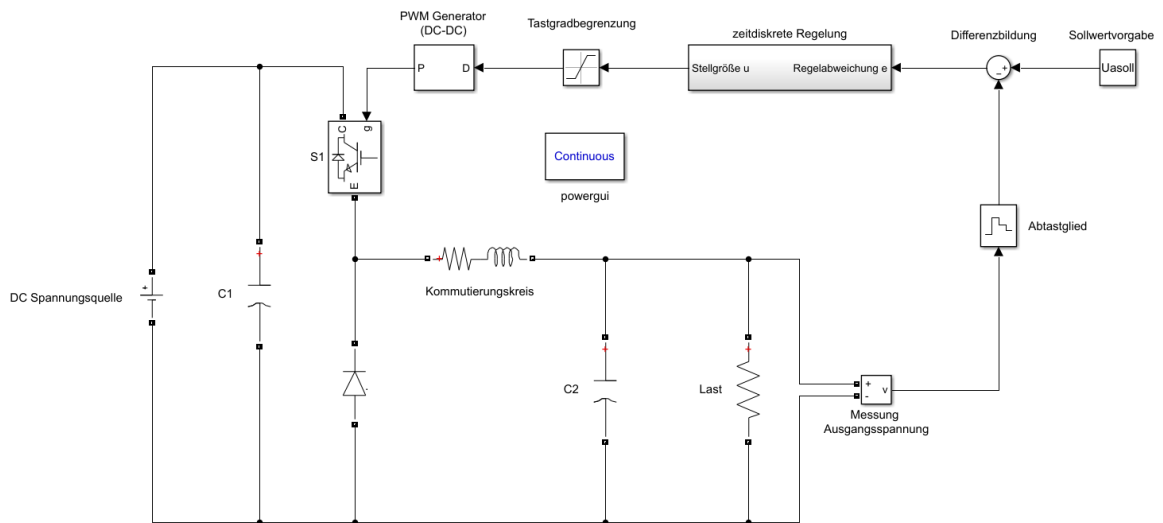 PWM Generator
(DC-DC)
Tastgradbegrenzung
zeitdiskrete Regelung
Differenzbildung
Sollwertvorgabe
P
D
Stellgröße u
Regelabweichung e
Uasoll
C
g
S1
E
Continuous
powergui
Abtastglied
Kommutierungskreis
DC Spannungsquelle
C1
C2
Last
+
-
v
Messung
Ausgangsspannung